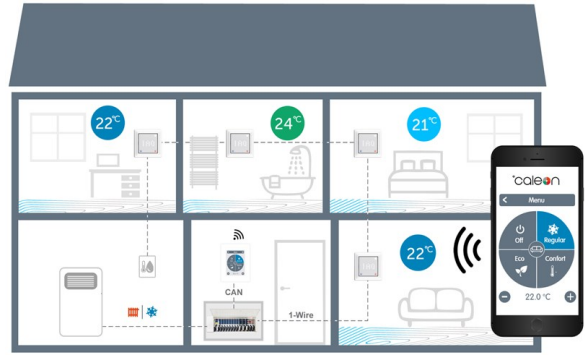 22°C
24°C
21°C
°caleon
< Menu
Off
Regular
Eco
Comfort
− 22.0 °C +
22°C
CAN
1-Wire